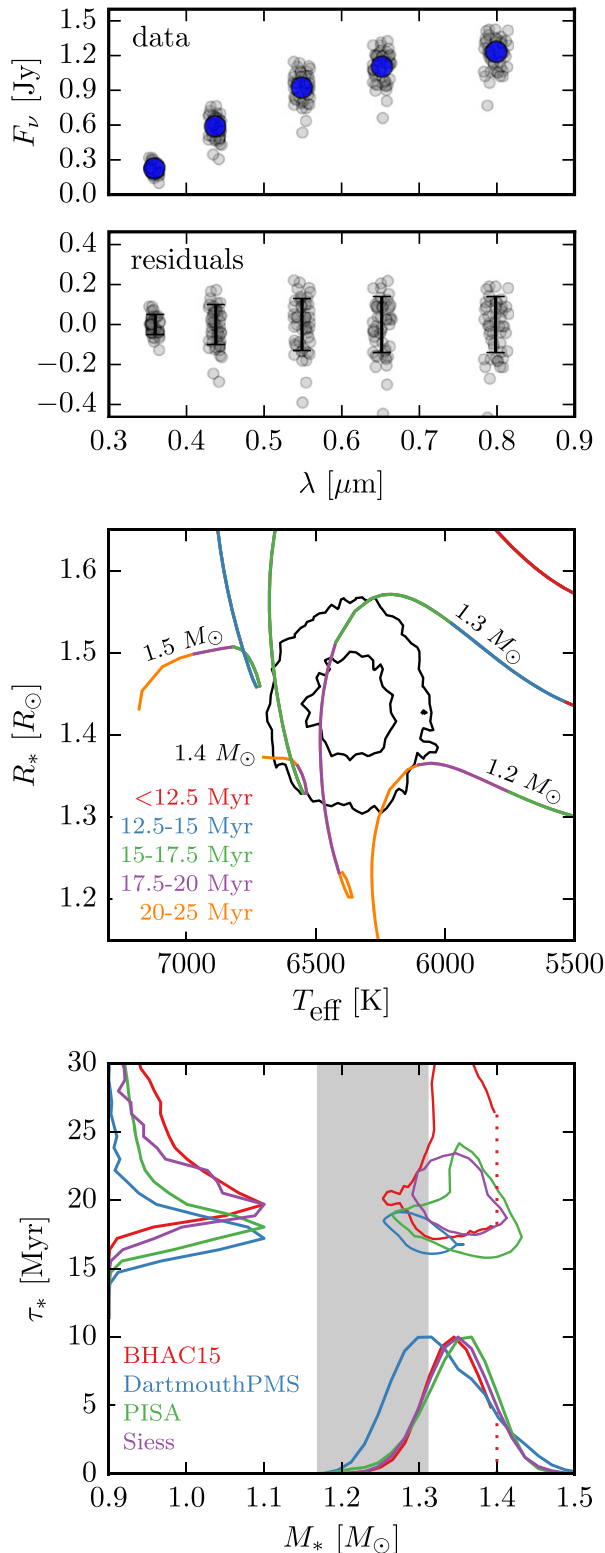 1.5
1.2
0.9
0.6
0.3
0.0
F_ν [Jy]
data
0.4
0.2
0.0
−0.2
−0.4
residuals
0.3 0.4 0.5 0.6 0.7 0.8 0.9
λ [μm]
1.6
1.5
1.4
1.3
1.2
R_* [R_⊙]
1.5 M_⊙
1.3 M_⊙
1.4 M_⊙
1.2 M_⊙
<12.5 Myr
12.5-15 Myr
15-17.5 Myr
17.5-20 Myr
20-25 Myr
7000 6500 6000 5500
T_eff [K]
30
25
20
15
10
5
0
τ_* [Myr]
BHAC15
DartmouthPMS
PISA
Siess
0.9 1.0 1.1 1.2 1.3 1.4 1.5
M_* [M_⊙]